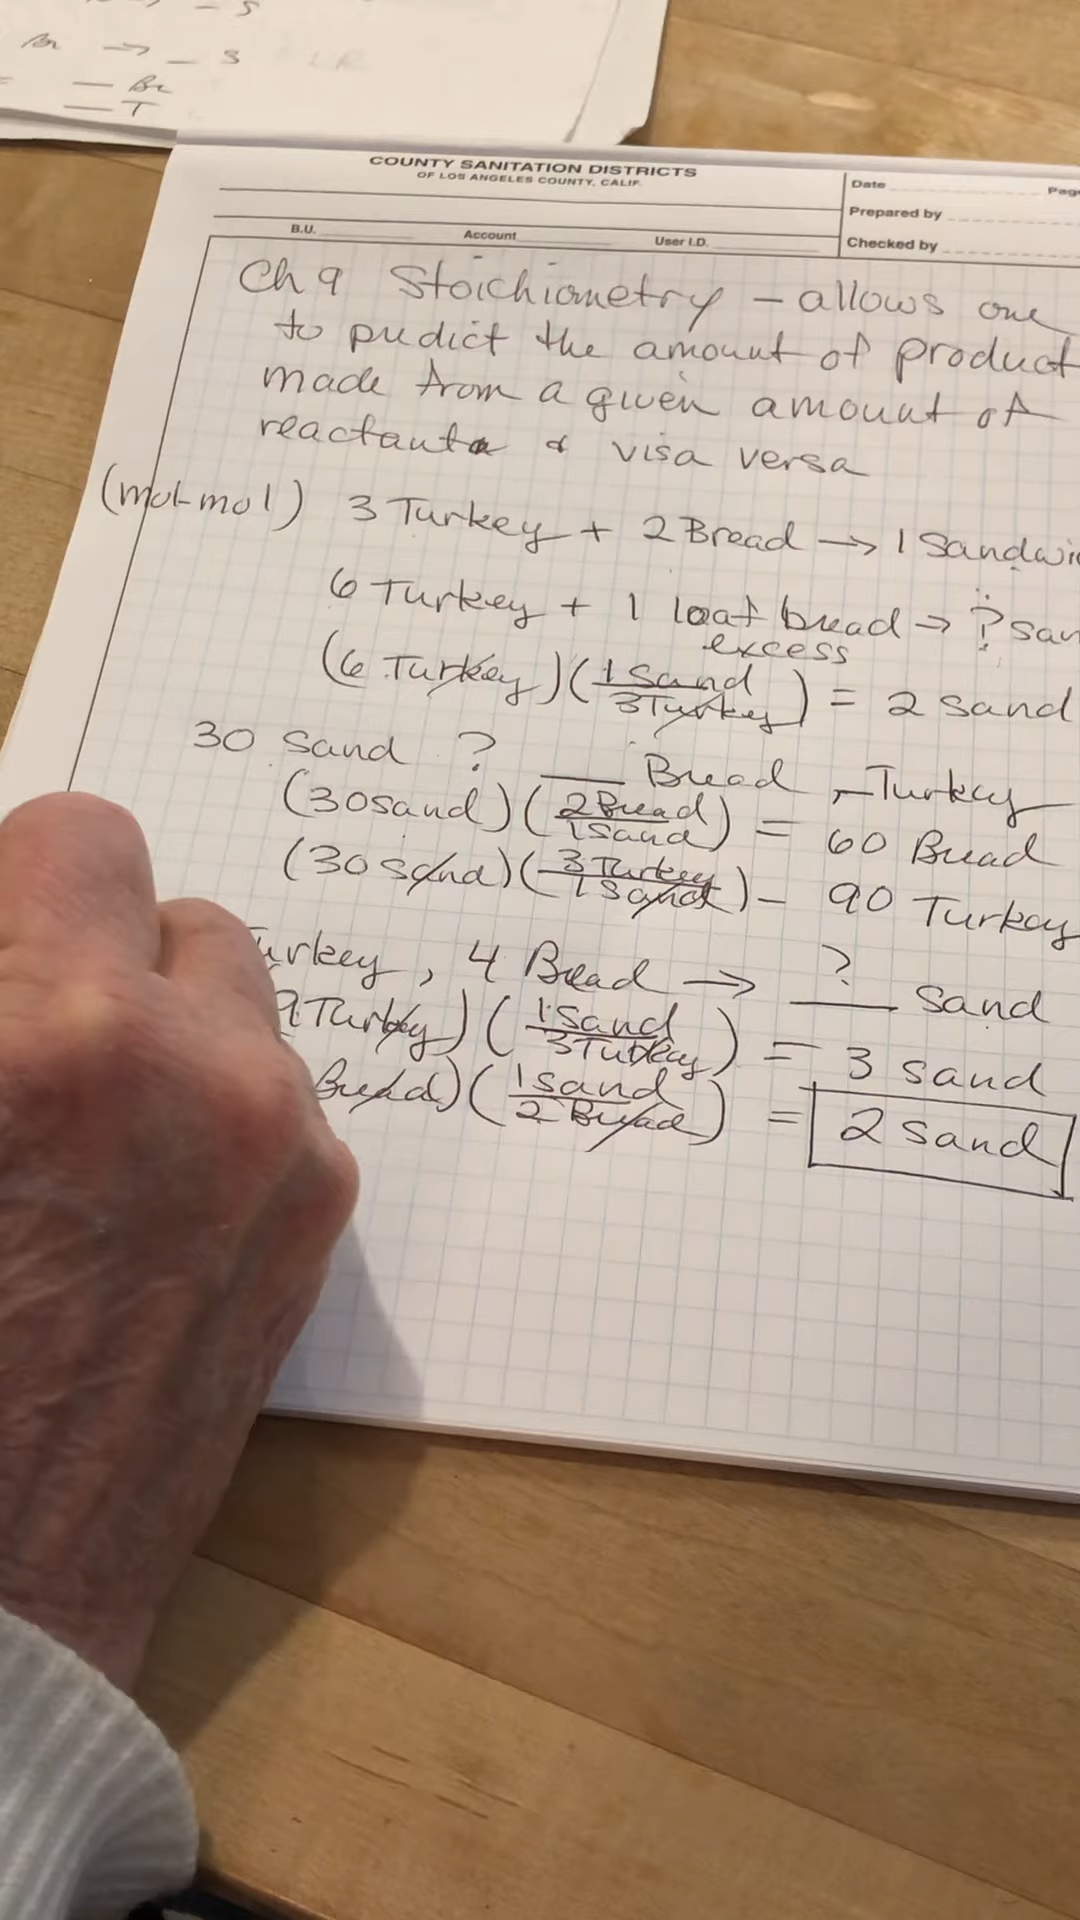 → _ S
Br → _ S
_ Br
_ T
COUNTY SANITATION DISTRICTS
OF LOS ANGELES COUNTY, CALIF.
Date
Page
Prepared by
Checked by
B.U. Account User I.D.
Ch 9 Stoichiometry - allows one
to predict the amount of product
made from a given amount of
reactant & visa versa
(mol-mol) 3 Turkey + 2 Bread → 1 Sandwi
6 Turkey + 1 loaf bread → ? san
excess
(6 Turkey)(1 Sand/3 Turkey) = 2 Sand
30 sand ? ___ Bread, _ Turkey
(30 sand)(2 Bread/1 sand) = 60 Bread
(30 sand)(3 Turkey/1 sand) - 90 Turkey
urkey, 4 Bread → ? ___ sand
9 Turkey)(1 sand/3 Turkey) = 3 sand
Bread)(1 sand/2 Bread) = 2 sand